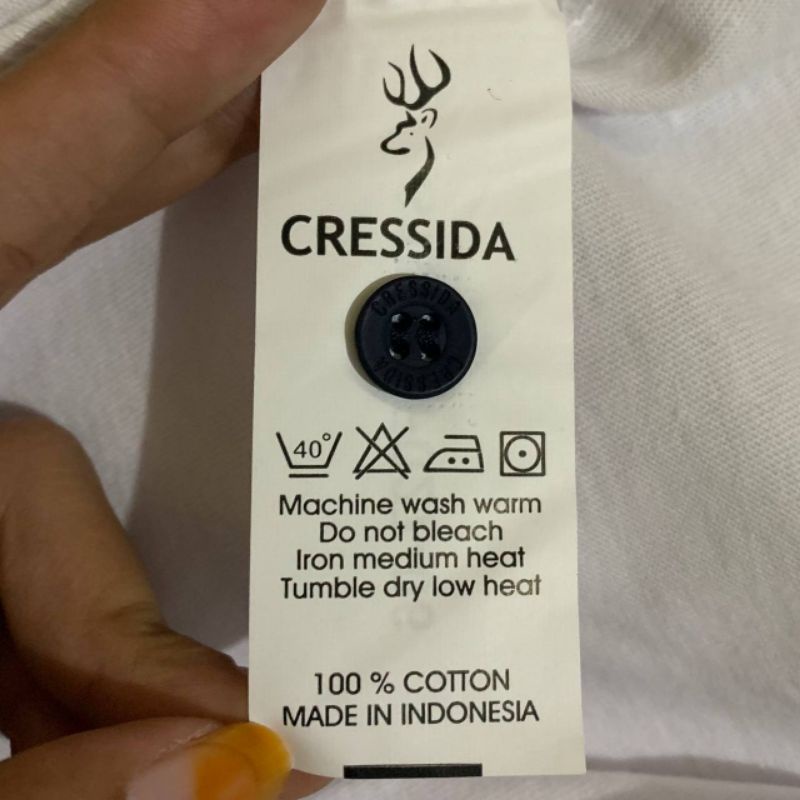 CRESSIDA
CRESSIDA
CRESSIDA
40°
Machine wash warm
Do not bleach
Iron medium heat
Tumble dry low heat
100 % COTTON
MADE IN INDONESIA